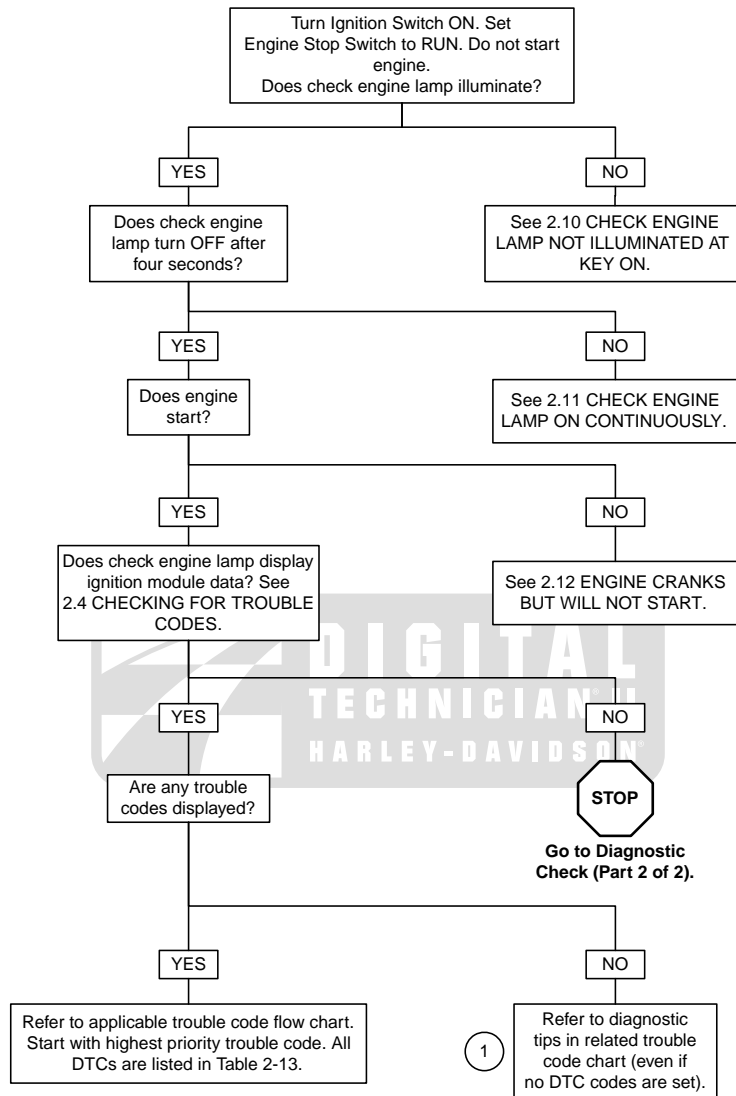 Turn Ignition Switch ON. Set
Engine Stop Switch to RUN. Do not start
engine.
Does check engine lamp illuminate?
YES
NO
Does check engine
lamp turn OFF after
four seconds?
See 2.10 CHECK ENGINE
LAMP NOT ILLUMINATED AT
KEY ON.
YES
NO
Does engine
start?
See 2.11 CHECK ENGINE
LAMP ON CONTINUOUSLY.
YES
NO
Does check engine lamp display
ignition module data? See
2.4 CHECKING FOR TROUBLE
CODES.
See 2.12 ENGINE CRANKS
BUT WILL NOT START.
DIGITAL
TECHNICIAN II
HARLEY-DAVIDSON®
YES
NO
Are any trouble
codes displayed?
STOP
Go to Diagnostic
Check (Part 2 of 2).
YES
NO
Refer to applicable trouble code flow chart.
Start with highest priority trouble code. All
DTCs are listed in Table 2-13.
1
Refer to diagnostic
tips in related trouble
code chart (even if
no DTC codes are set).